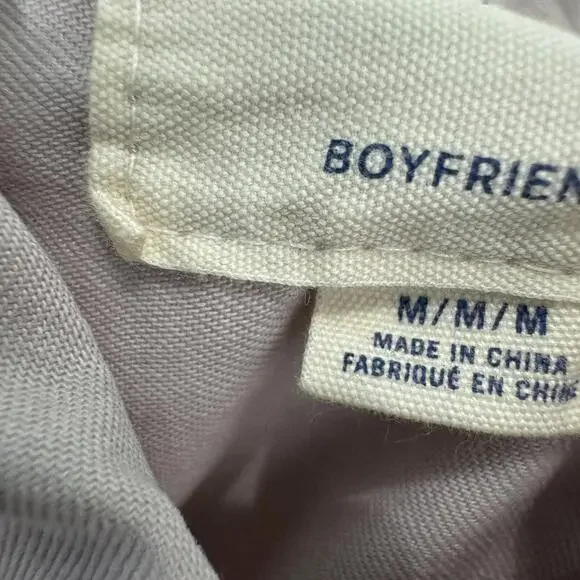 BOYFRIEN
M/M/M
MADE IN CHINA
FABRIQUÉ EN CHINE